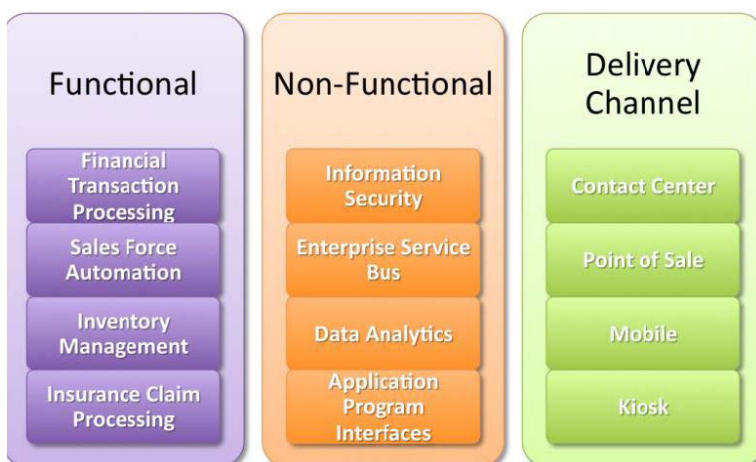 Functional
Financial
Transaction
Processing
Sales Force
Automation
Inventory
Management
Insurance Claim
Processing
Non-Functional
Information
Security
Enterprise Service
Bus
Data Analytics
Application
Program
Interfaces
Delivery
Channel
Contact Center
Point of Sale
Mobile
Kiosk